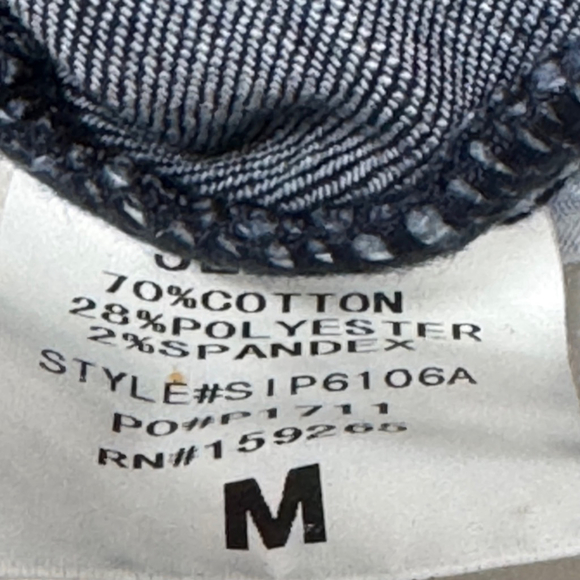 70%COTTON
28%POLYESTER
2%SPANDEX
STYLE#SIP6106A
PO#P1711
RN#159265
M